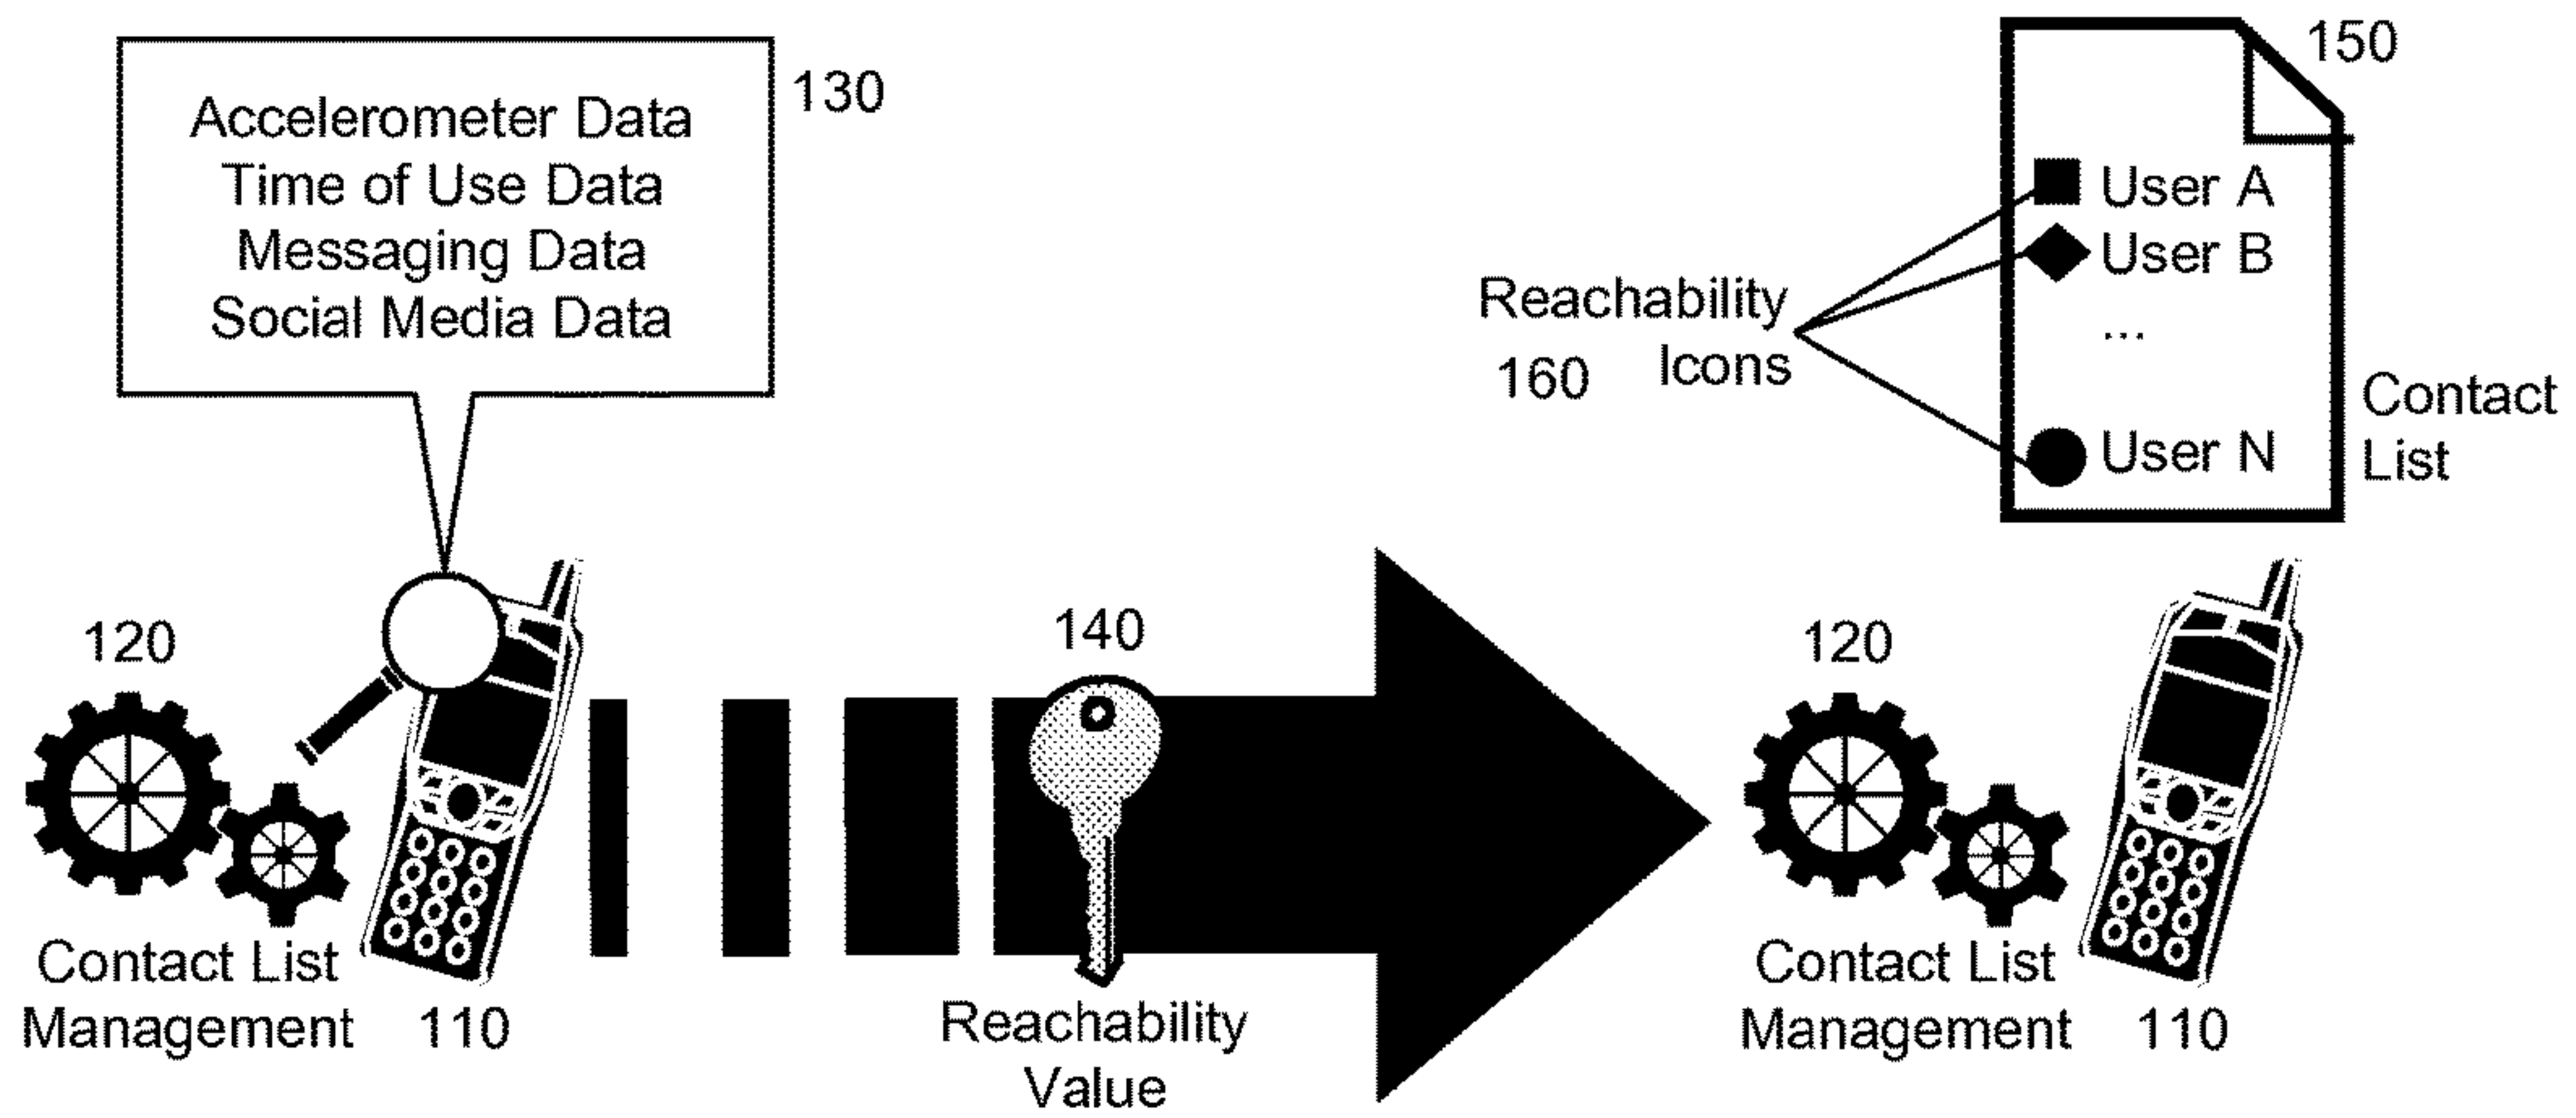 130
Accelerometer Data
Time of Use Data
Messaging Data
Social Media Data
150
User A
User B
...
User N
Reachability
Icons
160
Contact
List
120
140
120
Contact List
Management
110
Reachability
Value
Contact List
Management
110